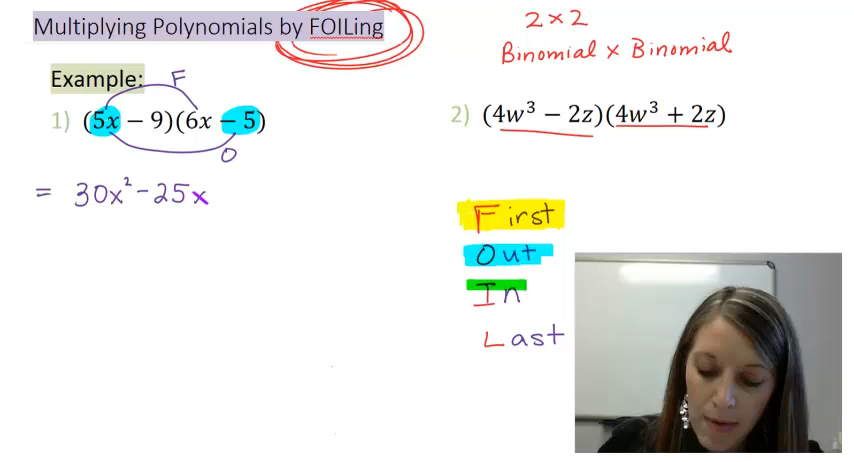 Multiplying Polynomials by FOILing
2 x 2
Binomial x Binomial
Example:
F
1) (5x − 9)(6x − 5)
O
= 30x² − 25x
2) (4w³ − 2z)(4w³ + 2z)
First
Out
In
Last